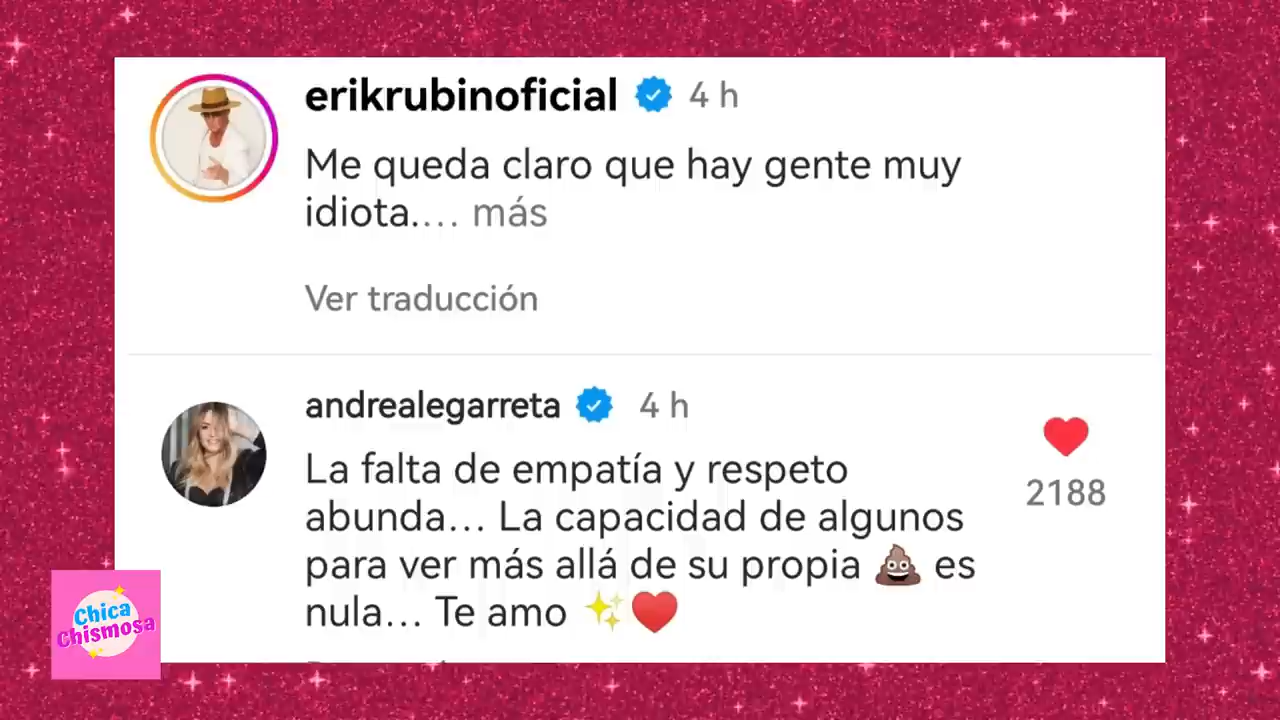 erikrubinoficial 4 h
Me queda claro que hay gente muy
idiota.... más
Ver traducción
andrealegarreta 4 h
La falta de empatía y respeto
abunda... La capacidad de algunos
2188
para ver más allá de su propia 💩 es
nula... Te amo ✨❤️
Chica
Chismosa